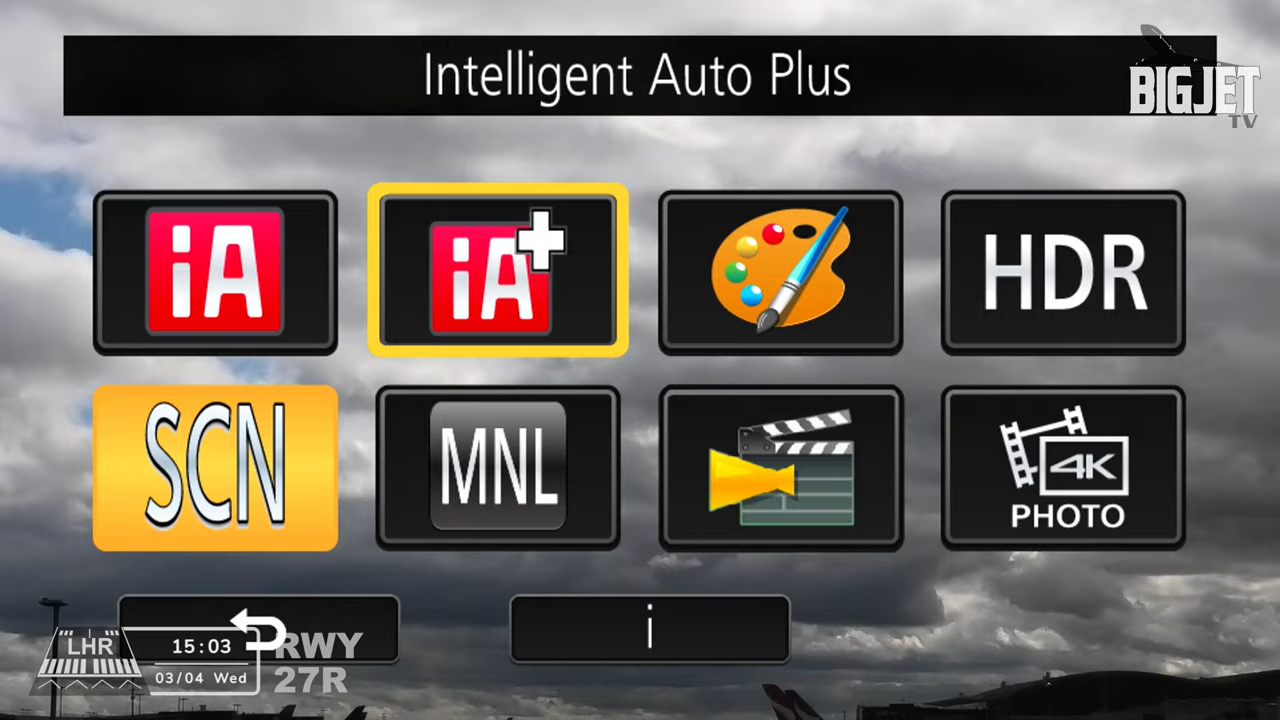 Intelligent Auto Plus
BIGJET
TV
iA
iA+
HDR
SCN
MNL
4K
PHOTO
i
LHR
15:03
03/04 Wed
RWY
27R